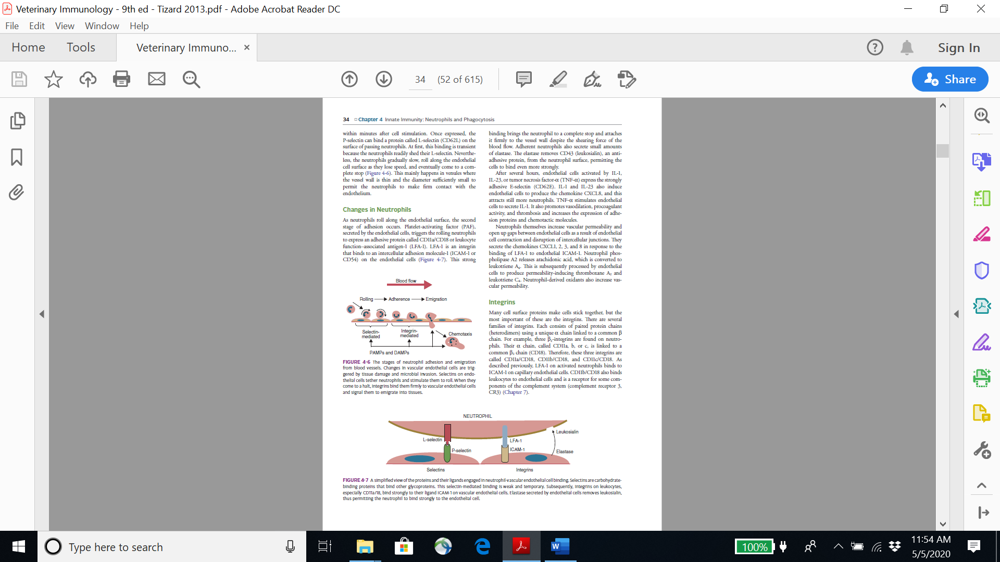 Veterinary Immunology - 9th ed - Tizard 2013.pdf - Adobe Acrobat Reader DC
File Edit View Window Help
Home Tools Veterinary Immuno... × Sign In
34 (52 of 615) Share
34 Chapter 4 Innate Immunity: Neutrophils and Phagocytosis
within minutes after cell stimulation. Once expressed, the
P-selectin can bind a protein called L-selectin (CD62L) on the
surface of passing neutrophils. At first, this binding is transient
because the neutrophils readily shed their L-selectin. Neverthe-
less, the neutrophils gradually slow, roll along the endothelial
cell surface as they lose speed, and eventually come to a com-
plete stop (Figure 4-6). This mainly happens in venules where
the vessel wall is thin and the diameter sufficiently small to
permit the neutrophils to make firm contact with the
endothelium.
Changes in Neutrophils
As neutrophils roll along the endothelial surface, the second
stage of adhesion occurs. Platelet-activating factor (PAF),
secreted by the endothelial cells, triggers the rolling neutrophils
to express an adhesive protein called CD11a/CD18 or leukocyte
function–associated antigen-1 (LFA-1). LFA-1 is an integrin
that binds to an intercellular adhesion molecule-1 (ICAM-1 or
CD54) on the endothelial cells (Figure 4-7). This strong
Blood flow
Rolling Adherence Emigration
Selectin-
mediated
Integrin-
mediated
Chemotaxis
PAMPs and DAMPs
FIGURE 4-6 The stages of neutrophil adhesion and emigration
from blood vessels. Changes in vascular endothelial cells are trig-
gered by tissue damage and microbial invasion. Selectins on endo-
thelial cells tether neutrophils and stimulate them to roll. When they
come to a halt, integrins bind them firmly to vascular endothelial cells
and signal them to emigrate into tissues.
binding brings the neutrophil to a complete stop and attaches
it firmly to the vessel wall despite the shearing force of the
blood flow. Adherent neutrophils also secrete small amounts
of elastase. The elastase removes CD43 (leukosialin), an anti-
adhesive protein, from the neutrophil surface, permitting the
cells to bind even more strongly.
After several hours, endothelial cells activated by IL-1,
IL-23, or tumor necrosis factor-α (TNF-α) express the strongly
adhesive E-selectin (CD62E). IL-1 and IL-23 also induce
endothelial cells to produce the chemokine CXCL8, and this
attracts still more neutrophils. TNF-α stimulates endothelial
cells to secrete IL-1. It also promotes vasodilation, procoagulant
activity, and thrombosis and increases the expression of adhe-
sion proteins and chemotactic molecules.
Neutrophils themselves increase vascular permeability and
open up gaps between endothelial cells as a result of endothelial
cell contraction and disruption of intercellular junctions. They
secrete the chemokines CXCL1, 2, 3, and 8 in response to the
binding of LFA-1 to endothelial ICAM-1. Neutrophil phos-
pholipase A2 releases arachidonic acid, which is converted to
leukotriene A₄. This is subsequently processed by endothelial
cells to produce permeability-inducing thromboxane A₂ and
leukotriene C₄. Neutrophil-derived oxidants also increase vas-
cular permeability.
Integrins
Many cell surface proteins make cells stick together, but the
most important of these are the integrins. There are several
families of integrins. Each consists of paired protein chains
(heterodimers) using a unique α chain linked to a common β
chain. For example, three β₂-integrins are found on neutro-
phils. Their α chain, called CD11a, b, or c, is linked to a
common β₂ chain (CD18). Therefore, these three integrins are
called CD11a/CD18, CD11b/CD18, and CD11c/CD18. As
described previously, LFA-1 on activated neutrophils binds to
ICAM-1 on capillary endothelial cells. CD11b/CD18 also binds
leukocytes to endothelial cells and is a receptor for some com-
ponents of the complement system (complement receptor 3,
CR3) (Chapter 7).
NEUTROPHIL
Leukosialin
L-selectin
LFA-1
P-selectin
ICAM-1
Elastase
Selectins
Integrins
FIGURE 4-7 A simplified view of the proteins and their ligands engaged in neutrophil-vascular endothelial cell binding. Selectins are carbohydrate-
binding proteins that bind other glycoproteins. This selectin-mediated binding is weak and temporary. Subsequently, integrins on leukocytes,
especially CD11a/18, bind strongly to their ligand ICAM-1 on vascular endothelial cells. Elastase secreted by endothelial cells removes leukosialin,
thus permitting the neutrophil to bind strongly to the endothelial cell.
Type here to search
100%
11:54 AM
5/5/2020